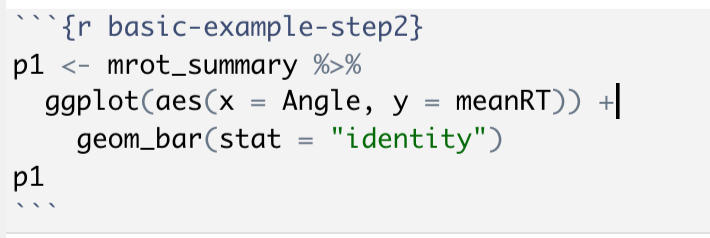 ```{r basic-example-step2}
p1 <- mrot_summary %>%
  ggplot(aes(x = Angle, y = meanRT)) +
    geom_bar(stat = "identity")
p1
```